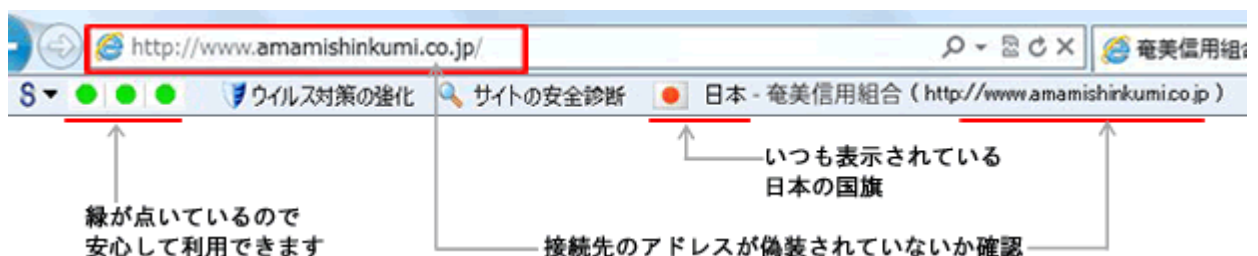 http://www.amamishinkumi.co.jp/
奄美信用組合
S ウイルス対策の強化 サイトの安全診断 日本 - 奄美信用組合 ( http://www.amamishinkumi.co.jp )
いつも表示されている
日本の国旗
緑が点いているので
安心して利用できます
接続先のアドレスが偽装されていないか確認